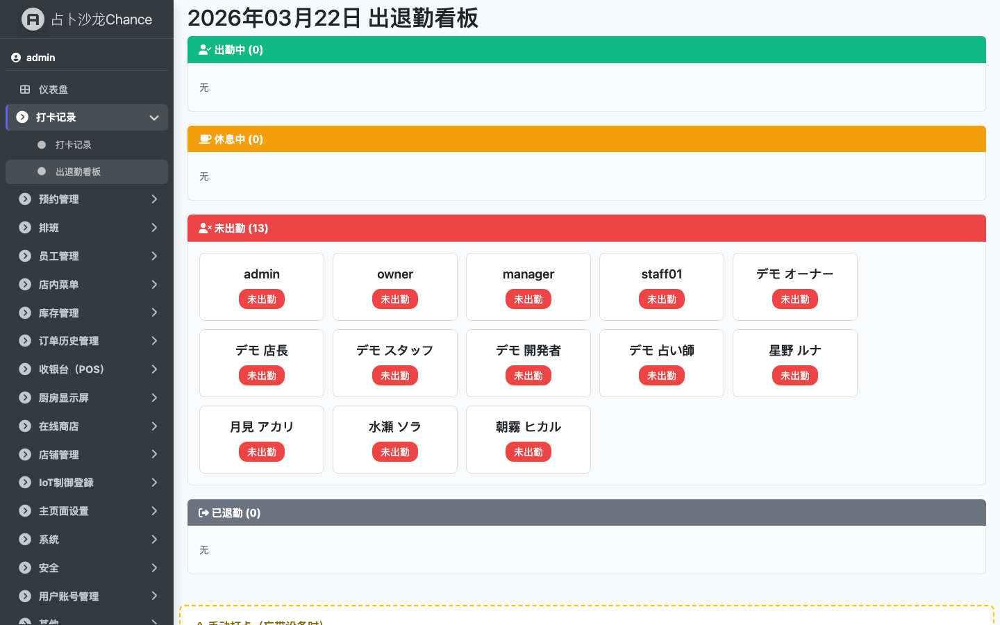 占卜沙龙Chance
admin
仪表盘
打卡记录
打卡记录
出退勤看板
预约管理
排班
员工管理
店内菜单
库存管理
订单历史管理
收银台（POS）
厨房显示屏
在线商店
店铺管理
IoT制御登録
主页面设置
系统
安全
用户账号管理
其他
2026年03月22日 出退勤看板
出勤中 (0)
无
休息中 (0)
无
未出勤 (13)
admin
未出勤
owner
未出勤
manager
未出勤
staff01
未出勤
デモ オーナー
未出勤
デモ 店長
未出勤
デモ スタッフ
未出勤
デモ 開発者
未出勤
デモ 占い師
未出勤
星野 ルナ
未出勤
月見 アカリ
未出勤
水瀬 ソラ
未出勤
朝霧 ヒカル
未出勤
已退勤 (0)
无
手动打卡（忘带设备时）